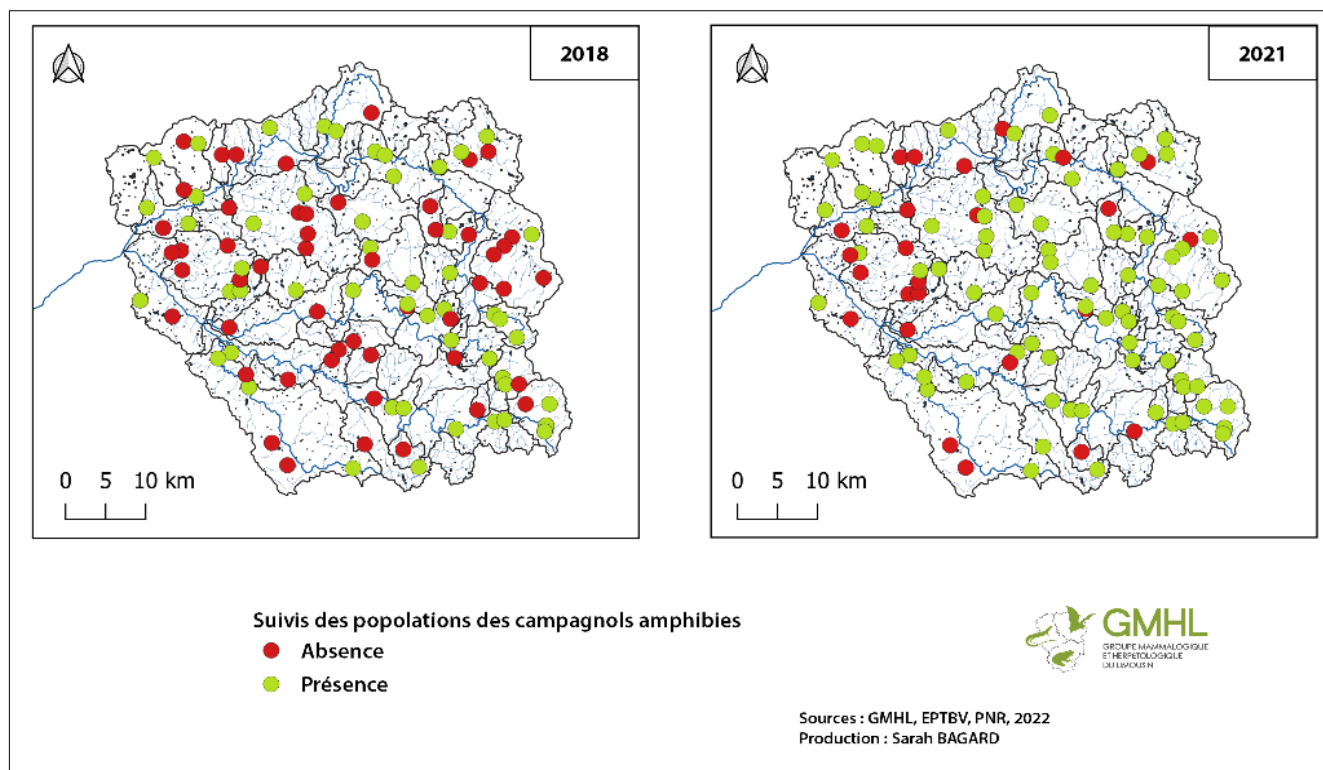 2018
2021
0 5 10 km
0 5 10 km
Suivis des popolations des campagnols amphibies
Absence
Présence
GMHL
GROUPE MAMMALOGIQUE
ET HERPÉTOLOGIQUE
DU LIMOUSIN
Sources : GMHL, EPTBV, PNR, 2022
Production : Sarah BAGARD